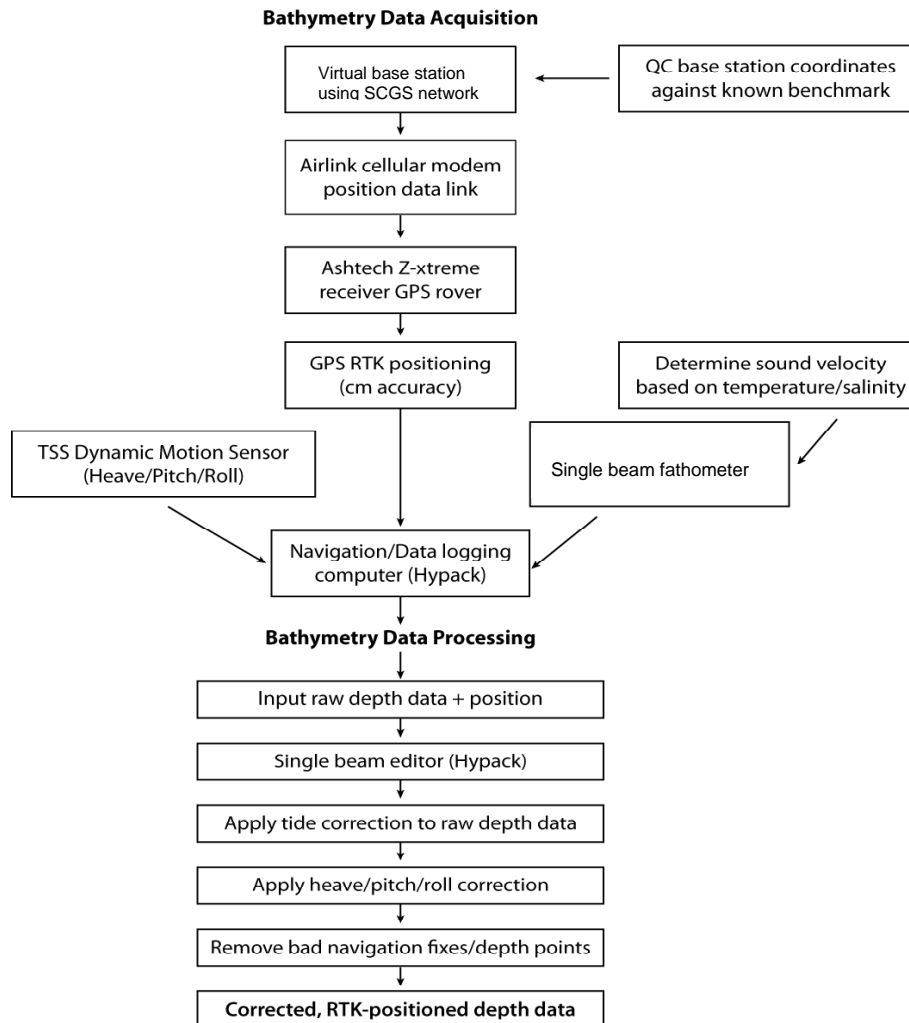 Bathymetry Data Acquisition
Virtual base station
using SCGS network
QC base station coordinates
against known benchmark
Airlink cellular modem
position data link
Ashtech Z-xtreme
receiver GPS rover
GPS RTK positioning
(cm accuracy)
Determine sound velocity
based on temperature/salinity
TSS Dynamic Motion Sensor
(Heave/Pitch/Roll)
Single beam fathometer
Navigation/Data logging
computer (Hypack)
Bathymetry Data Processing
Input raw depth data + position
Single beam editor (Hypack)
Apply tide correction to raw depth data
Apply heave/pitch/roll correction
Remove bad navigation fixes/depth points
Corrected, RTK-positioned depth data